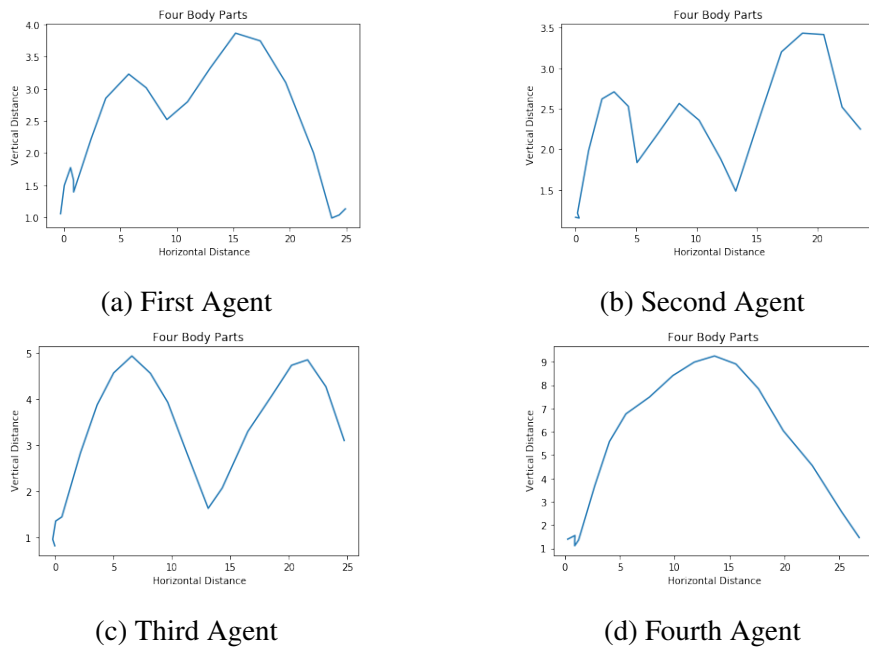 Four Body Parts
4.0
3.5
3.0
2.5
2.0
1.5
1.0
Vertical Distance
0 5 10 15 20 25
Horizontal Distance
(a) First Agent
Four Body Parts
3.5
3.0
2.5
2.0
1.5
Vertical Distance
0 5 10 15 20
Horizontal Distance
(b) Second Agent
Four Body Parts
5
4
3
2
1
Vertical Distance
0 5 10 15 20 25
Horizontal Distance
(c) Third Agent
Four Body Parts
9
8
7
6
5
4
3
2
1
Vertical Distance
0 5 10 15 20 25
Horizontal Distance
(d) Fourth Agent